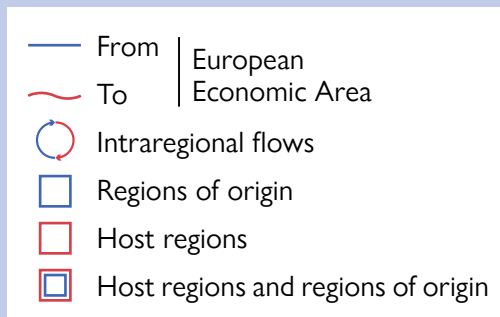 From
To
European
Economic Area
Intraregional flows
Regions of origin
Host regions
Host regions and regions of origin